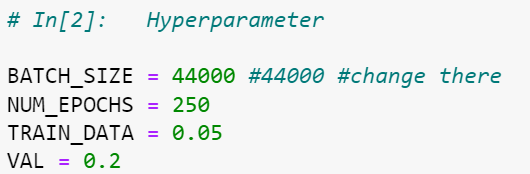 # In[2]:   Hyperparameter
BATCH_SIZE = 44000 #44000 #change there
NUM_EPOCHS = 250
TRAIN_DATA = 0.05
VAL = 0.2